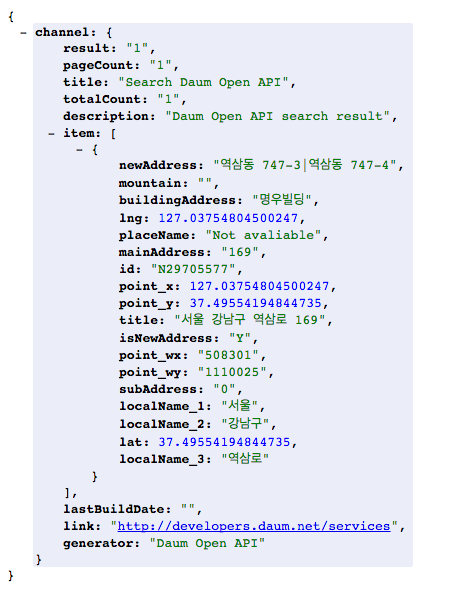 {
− channel: {
result: "1",
pageCount: "1",
title: "Search Daum Open API",
totalCount: "1",
description: "Daum Open API search result",
− item: [
− {
newAddress: "역삼동 747-3|역삼동 747-4",
mountain: "",
buildingAddress: "명우빌딩",
lng: 127.03754804500247,
placeName: "Not avaliable",
mainAddress: "169",
id: "N29705577",
point_x: 127.03754804500247,
point_y: 37.49554194844735,
title: "서울 강남구 역삼로 169",
isNewAddress: "Y",
point_wx: "508301",
point_wy: "1110025",
subAddress: "0",
localName_1: "서울",
localName_2: "강남구",
lat: 37.49554194844735,
localName_3: "역삼로"
}
],
lastBuildDate: "",
link: "http://developers.daum.net/services",
generator: "Daum Open API"
}
}